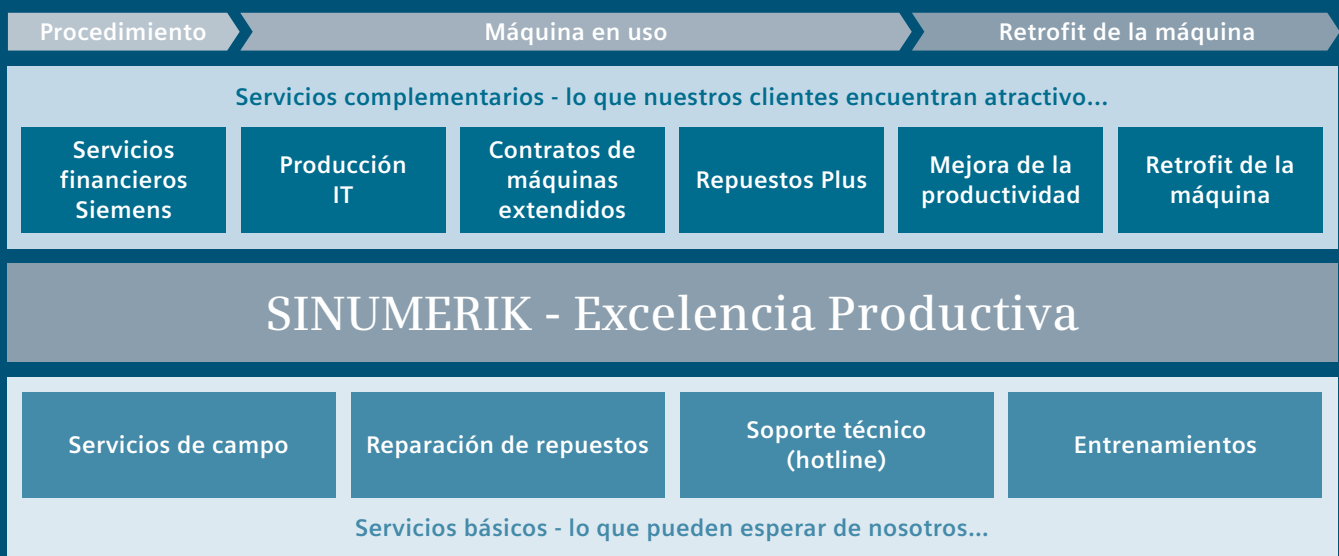 Procedimiento
Máquina en uso
Retrofit de la máquina
Servicios complementarios - lo que nuestros clientes encuentran atractivo...
Servicios
financieros
Siemens
Producción
IT
Contratos de
máquinas
extendidos
Repuestos Plus
Mejora de la
productividad
Retrofit de la
máquina
SINUMERIK - Excelencia Productiva
Servicios de campo
Reparación de repuestos
Soporte técnico
(hotline)
Entrenamientos
Servicios básicos - lo que pueden esperar de nosotros...